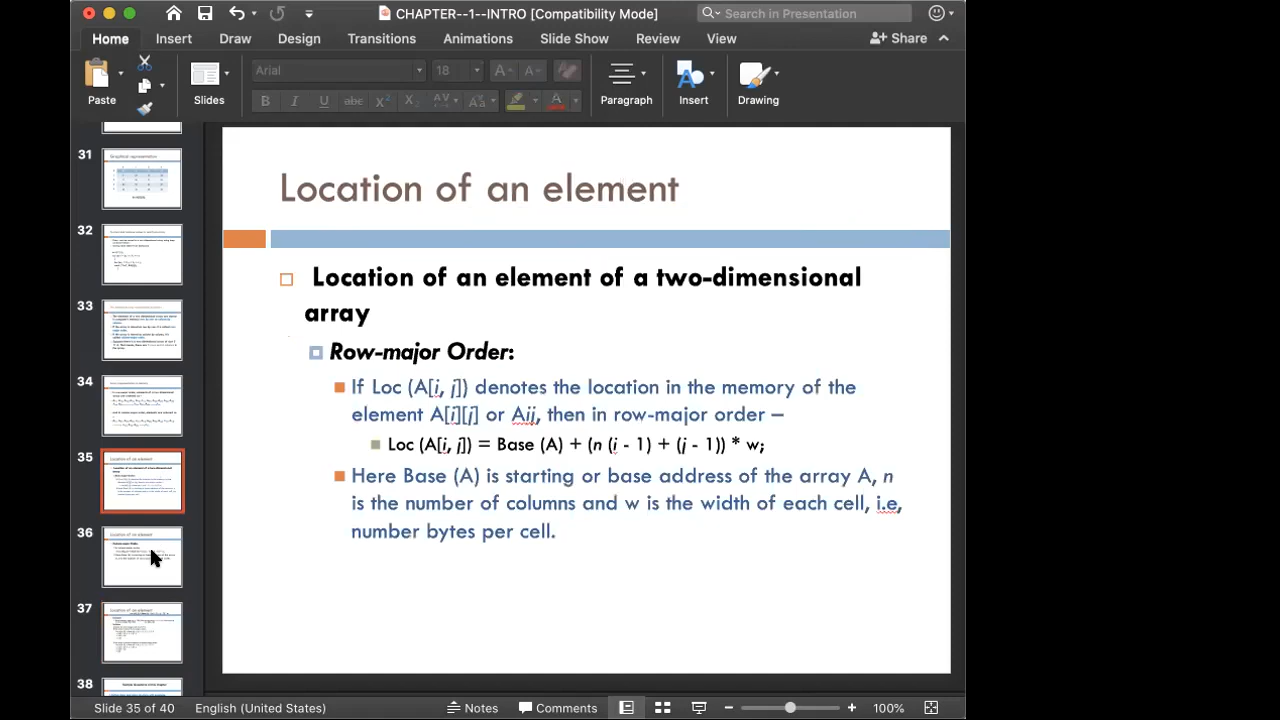 CHAPTER--1--INTRO [Compatibility Mode]
Search in Presentation
Home Insert Draw Design Transitions Animations Slide Show Review View Share
Arial 18
Paste Slides Paragraph Insert Drawing
31
32
33
34
35
36
37
38
Location of an element
Location of an element of a two-dimensional
array
Row-major Order:
If Loc (A[i, j]) denotes the location in the memory of the
element A[i][j] or Aij, then in row-major order –
Loc (A[i, j]) = Base (A) + (n (i - 1) + (j - 1)) * w;
Here Base (A) is starting or base address of the array A, n
is the number of columns and w is the width of each cell, i.e,
number bytes per cell.
Slide 35 of 40 English (United States) Notes Comments 100%